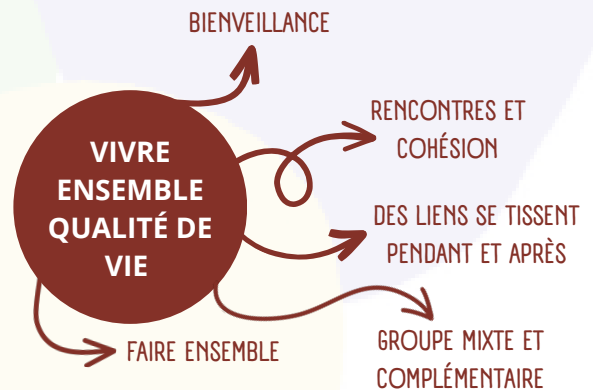 BIENVEILLANCE
VIVRE
ENSEMBLE
QUALITÉ DE
VIE
RENCONTRES ET
COHÉSION
DES LIENS SE TISSENT
PENDANT ET APRÈS
GROUPE MIXTE ET
COMPLÉMENTAIRE
FAIRE ENSEMBLE